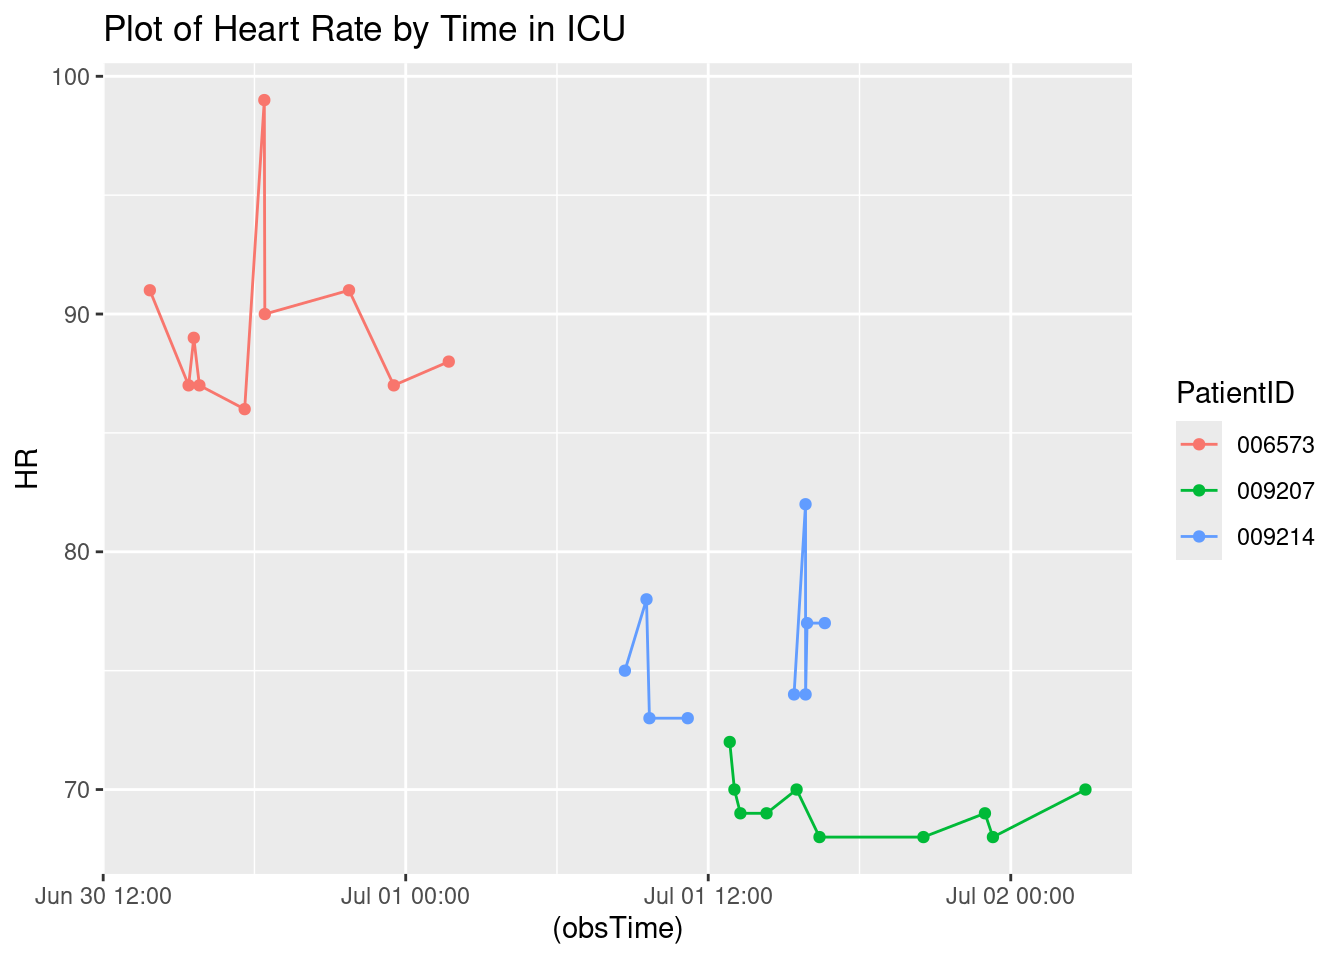 Plot of Heart Rate by Time in ICU
100
90
80
70
HR
Jun 30 12:00
Jul 01 00:00
Jul 01 12:00
Jul 02 00:00
(obsTime)
PatientID
006573
009207
009214